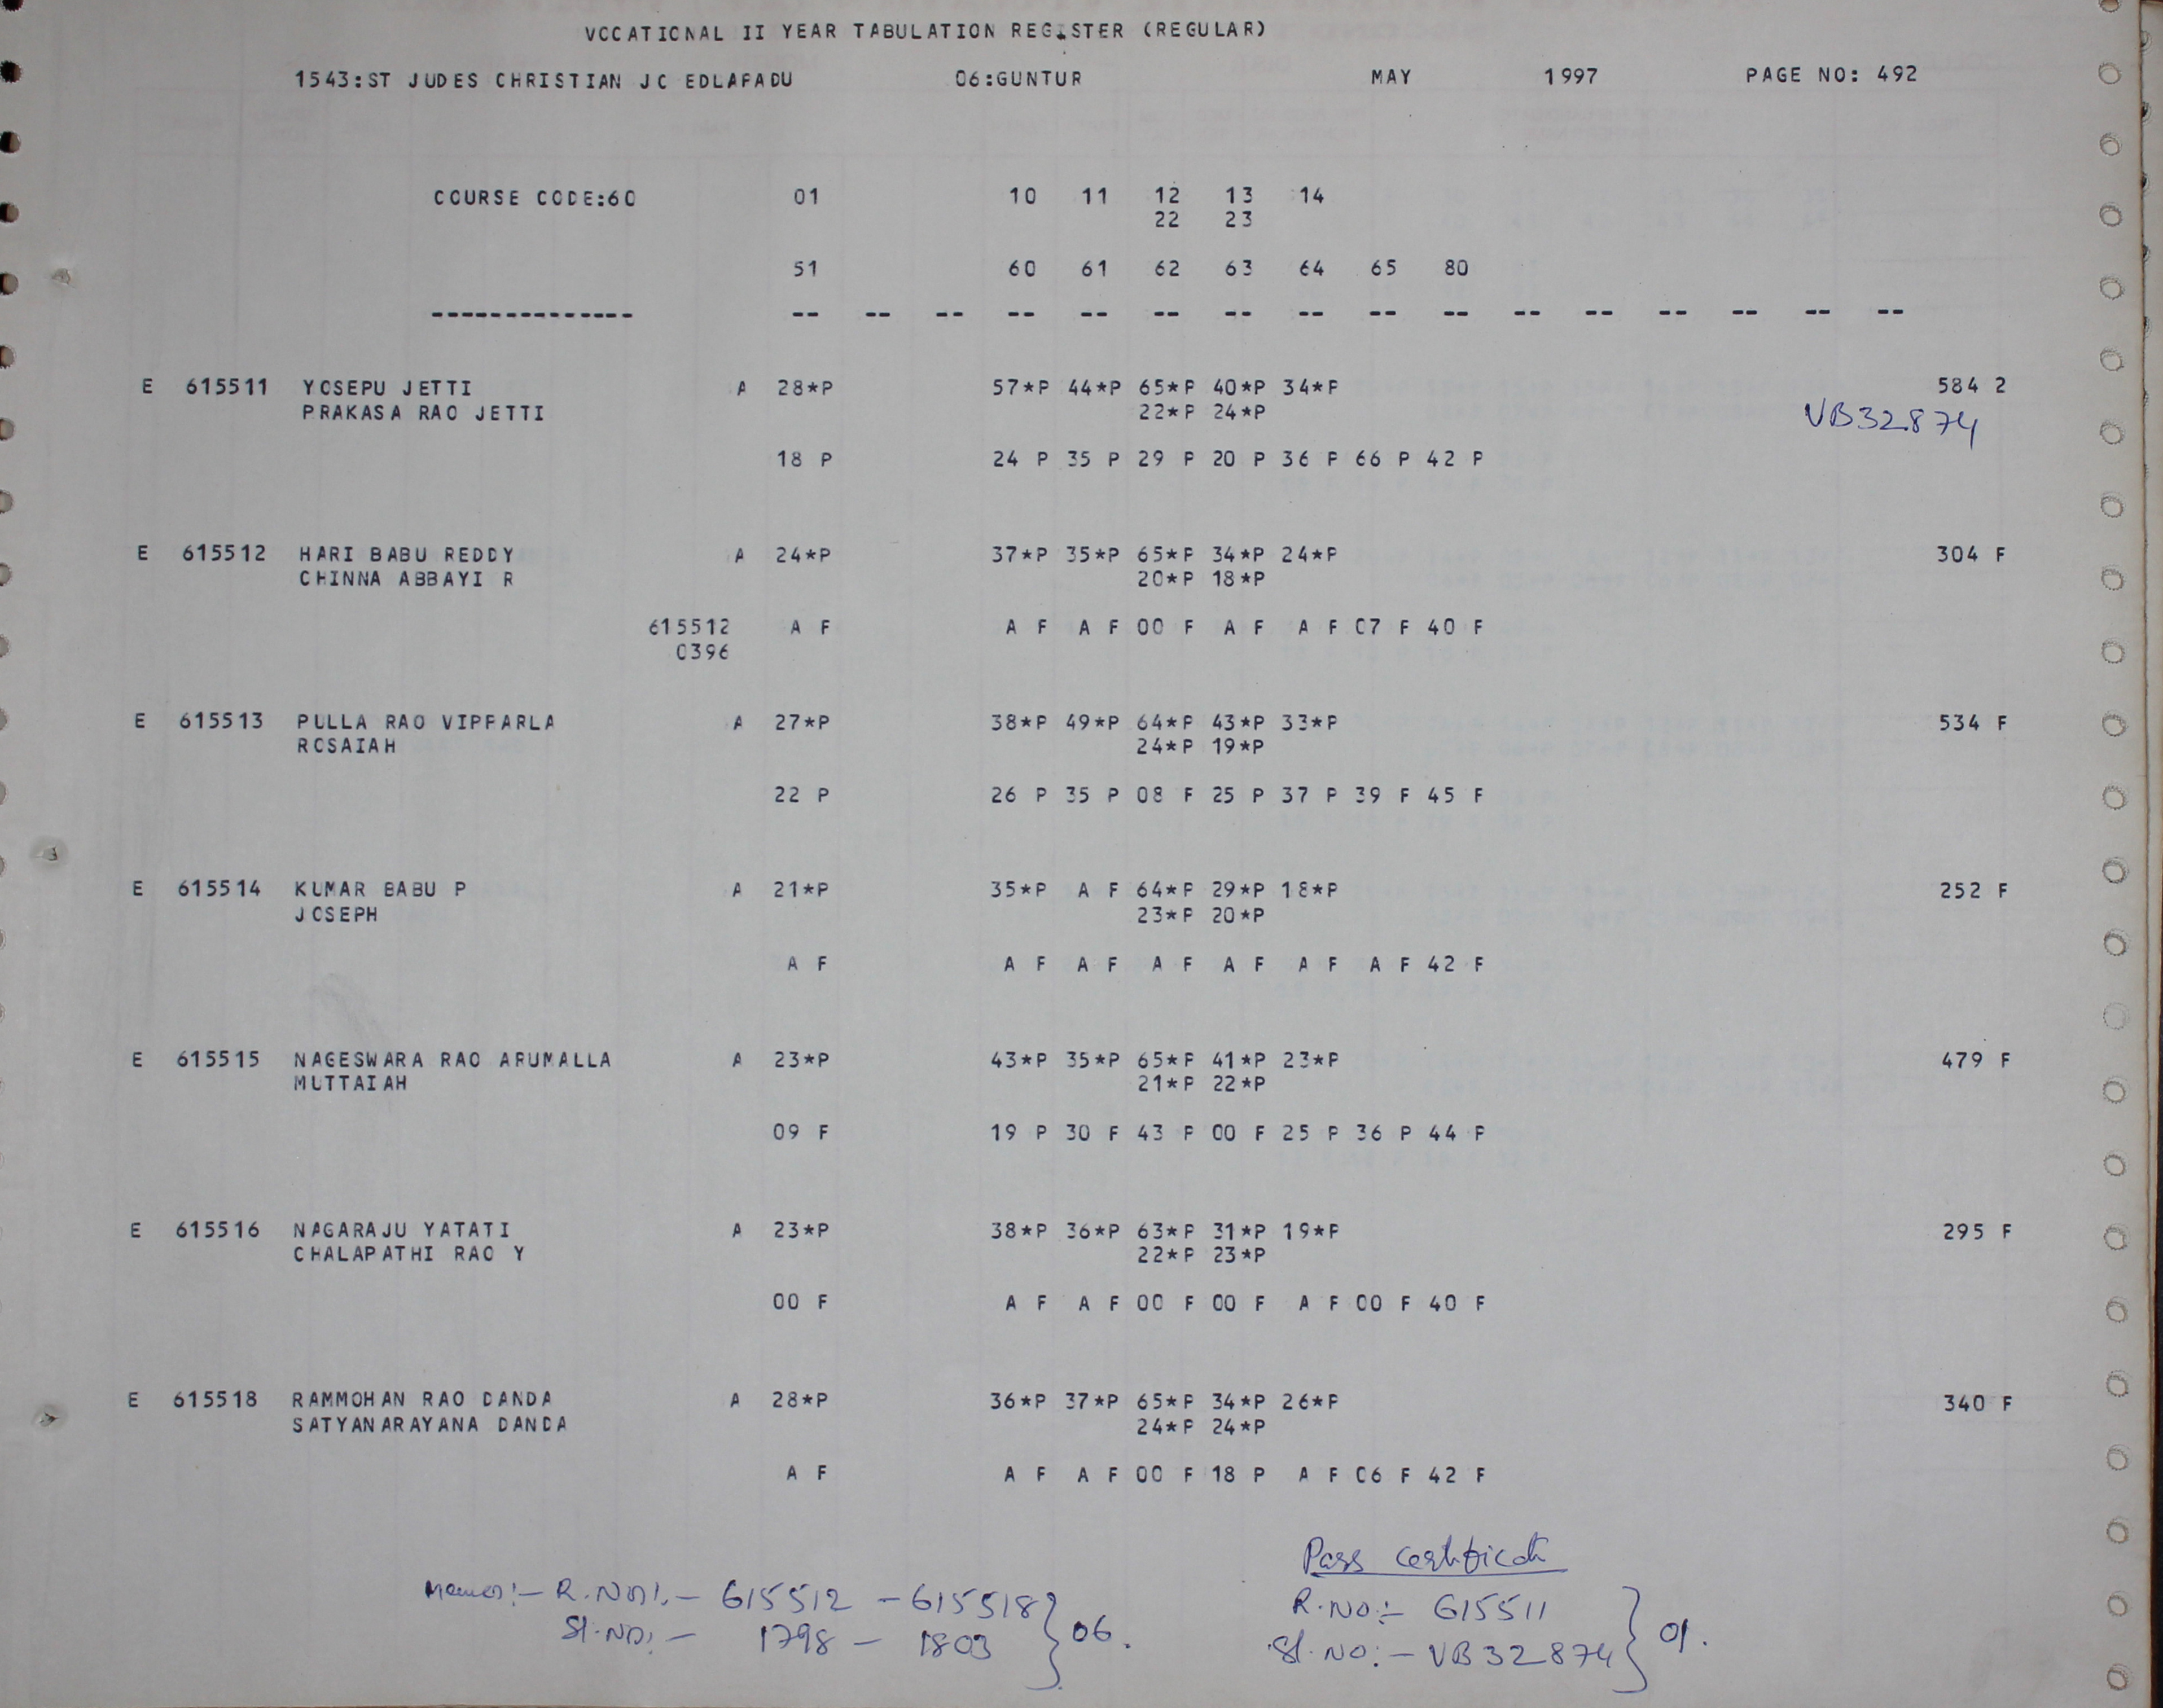 VCCATIONAL II YEAR TABULATION REGISTER (REGULAR)
1543:ST JUDES CHRISTIAN JC EDLAPADU 06:GUNTUR MAY 1997 PAGE NO: 492
COURSE CODE:60 01 10 11 12 13 14
22 23
51 60 61 62 63 64 65 80
-------------- -- -- -- -- -- -- -- -- -- -- -- -- -- -- -- --
E 615511 YCSEPU JETTI A 28*P 57*P 44*P 65*P 40*P 34*P 584 2
PRAKASA RAO JETTI 22*P 24*P VB32874
18 P 24 P 35 P 29 P 20 P 36 P 66 P 42 P
E 615512 HARI BABU REDDY A 24*P 37*P 35*P 65*P 34*P 24*P 304 F
CHINNA ABBAYI R 20*P 18*P
615512 A F A F A F 00 F A F A F 07 F 40 F
0396
E 615513 PULLA RAO VIPPARLA A 27*P 38*P 49*P 64*P 43*P 33*P 534 F
RCSAIAH 24*P 19*P
22 P 26 P 35 P 08 F 25 P 37 P 39 F 45 F
E 615514 KUMAR BABU P A 21*P 35*P A F 64*P 29*P 18*P 252 F
JCSEPH 23*P 20*P
A F A F A F A F A F A F A F 42 F
E 615515 NAGESWARA RAO ARUMALLA A 23*P 43*P 35*P 65*P 41*P 23*P 479 F
MUTTAIAH 21*P 22*P
09 F 19 P 30 F 43 P 00 F 25 P 36 P 44 P
E 615516 NAGARAJU YATATI A 23*P 38*P 36*P 63*P 31*P 19*P 295 F
CHALAPATHI RAO Y 22*P 23*P
00 F A F A F 00 F 00 F A F 00 F 40 F
E 615518 RAMMOHAN RAO DANDA A 28*P 36*P 37*P 65*P 34*P 26*P 340 F
SATYANARAYANA DANDA 24*P 24*P
A F A F A F 00 F 18 P A F 06 F 42 F
Pass certificate
Memos:- R.NO:- 615512 - 615518 } 06. R.NO:- 615511 } 01.
Sl.NO:- 1798 - 1803 Sl.NO:- VB32874